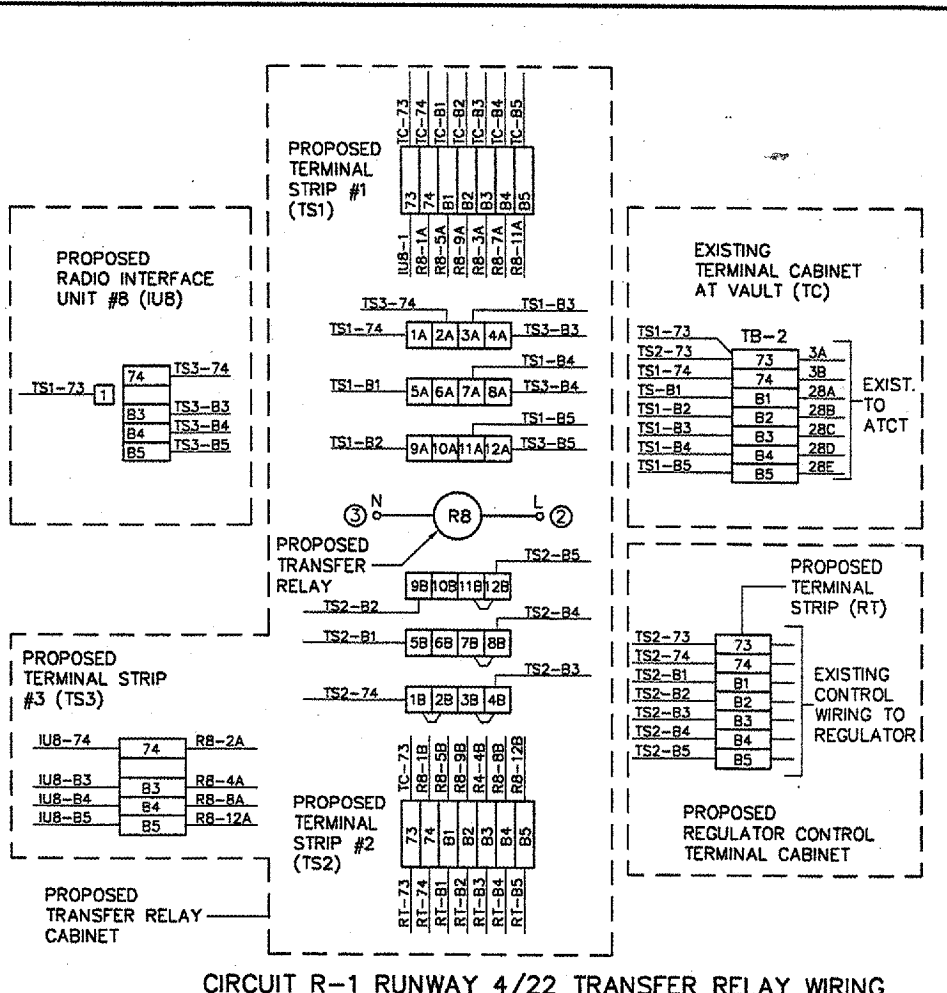 TC-73
TC-74
TC-B1
TC-B2
TC-B3
TC-B4
TC-B5
PROPOSED
TERMINAL
STRIP #1
(TS1)
73
74
B1
B2
B3
B4
B5
IU8-1
R8-1A
R8-5A
R8-9A
R8-3A
R8-7A
R8-11A
PROPOSED
RADIO INTERFACE
UNIT #8 (IU8)
TS1-73
1
74
TS3-74
B3
TS3-B3
B4
TS3-B4
B5
TS3-B5
TS3-74
TS1-B3
TS1-74
1A 2A 3A 4A
TS3-B3
TS1-B4
TS1-B1
5A 6A 7A 8A
TS3-B4
TS1-B5
TS1-B2
9A 10A 11A 12A
TS3-B5
3 N R8 L 2
PROPOSED
TRANSFER
RELAY
TS2-B5
9B 10B 11B 12B
TS2-B2
TS2-B4
TS2-B1
5B 6B 7B 8B
TS2-B3
TS2-74
1B 2B 3B 4B
EXISTING
TERMINAL CABINET
AT VAULT (TC)
TB-2
TS1-73
TS2-73
73
3A
TS1-74
74
3B
TS-B1
B1
28A
TS1-B2
B2
28B
TS1-B3
B3
28C
TS1-B4
B4
28D
TS1-B5
B5
28E
EXIST.
TO
ATCT
PROPOSED
TERMINAL
STRIP (RT)
TS2-73
73
TS2-74
74
TS2-B1
B1
TS2-B2
B2
TS2-B3
B3
TS2-B4
B4
TS2-B5
B5
EXISTING
CONTROL
WIRING TO
REGULATOR
PROPOSED
REGULATOR CONTROL
TERMINAL CABINET
PROPOSED
TERMINAL STRIP
#3 (TS3)
IU8-74
74
R8-2A
IU8-B3
B3
R8-4A
IU8-B4
B4
R8-8A
IU8-B5
B5
R8-12A
PROPOSED
TERMINAL
STRIP #2
(TS2)
TC-73
R8-1B
R8-5B
R8-9B
R4-4B
R8-8B
R8-12B
73
74
B1
B2
B3
B4
B5
RT-73
RT-74
RT-B1
RT-B2
RT-B3
RT-B4
RT-B5
PROPOSED
TRANSFER RELAY
CABINET
CIRCUIT R-1 RUNWAY 4/22 TRANSFER RELAY WIRING